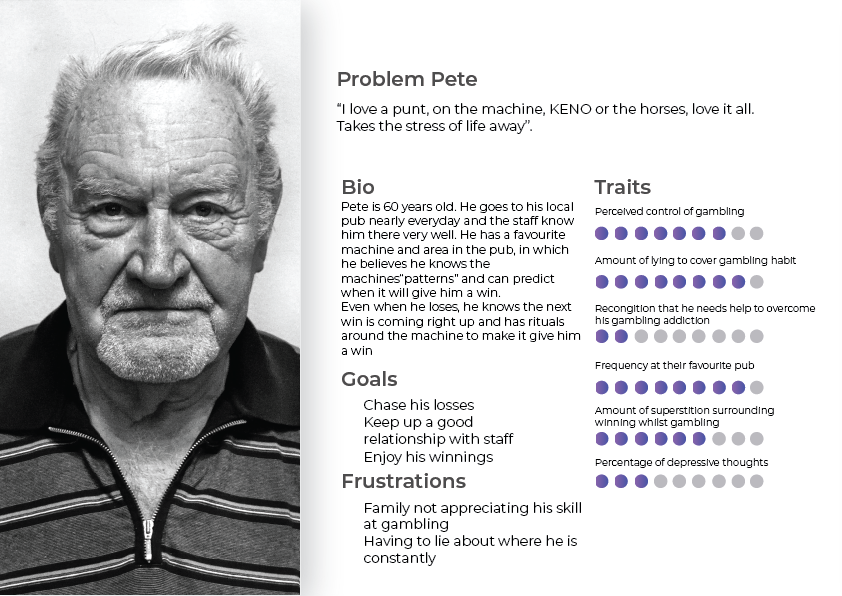 Problem Pete
“I love a punt, on the machine, KENO or the horses, love it all.
Takes the stress of life away”.
Bio
Pete is 60 years old. He goes to his local
pub nearly everyday and the staff know
him there very well. He has a favourite
machine and area in the pub, in which
he believes he knows the
machines"patterns" and can predict
when it will give him a win.
Even when he loses, he knows the next
win is coming right up and has rituals
around the machine to make it give him
a win
Goals
Chase his losses
Keep up a good
relationship with staff
Enjoy his winnings
Frustrations
Family not appreciating his skill
at gambling
Having to lie about where he is
constantly
Traits
Perceived control of gambling
Amount of lying to cover gambling habit
Recongition that he needs help to overcome
his gambling addiction
Frequency at their favourite pub
Amount of superstition surrounding
winning whilst gambling
Percentage of depressive thoughts